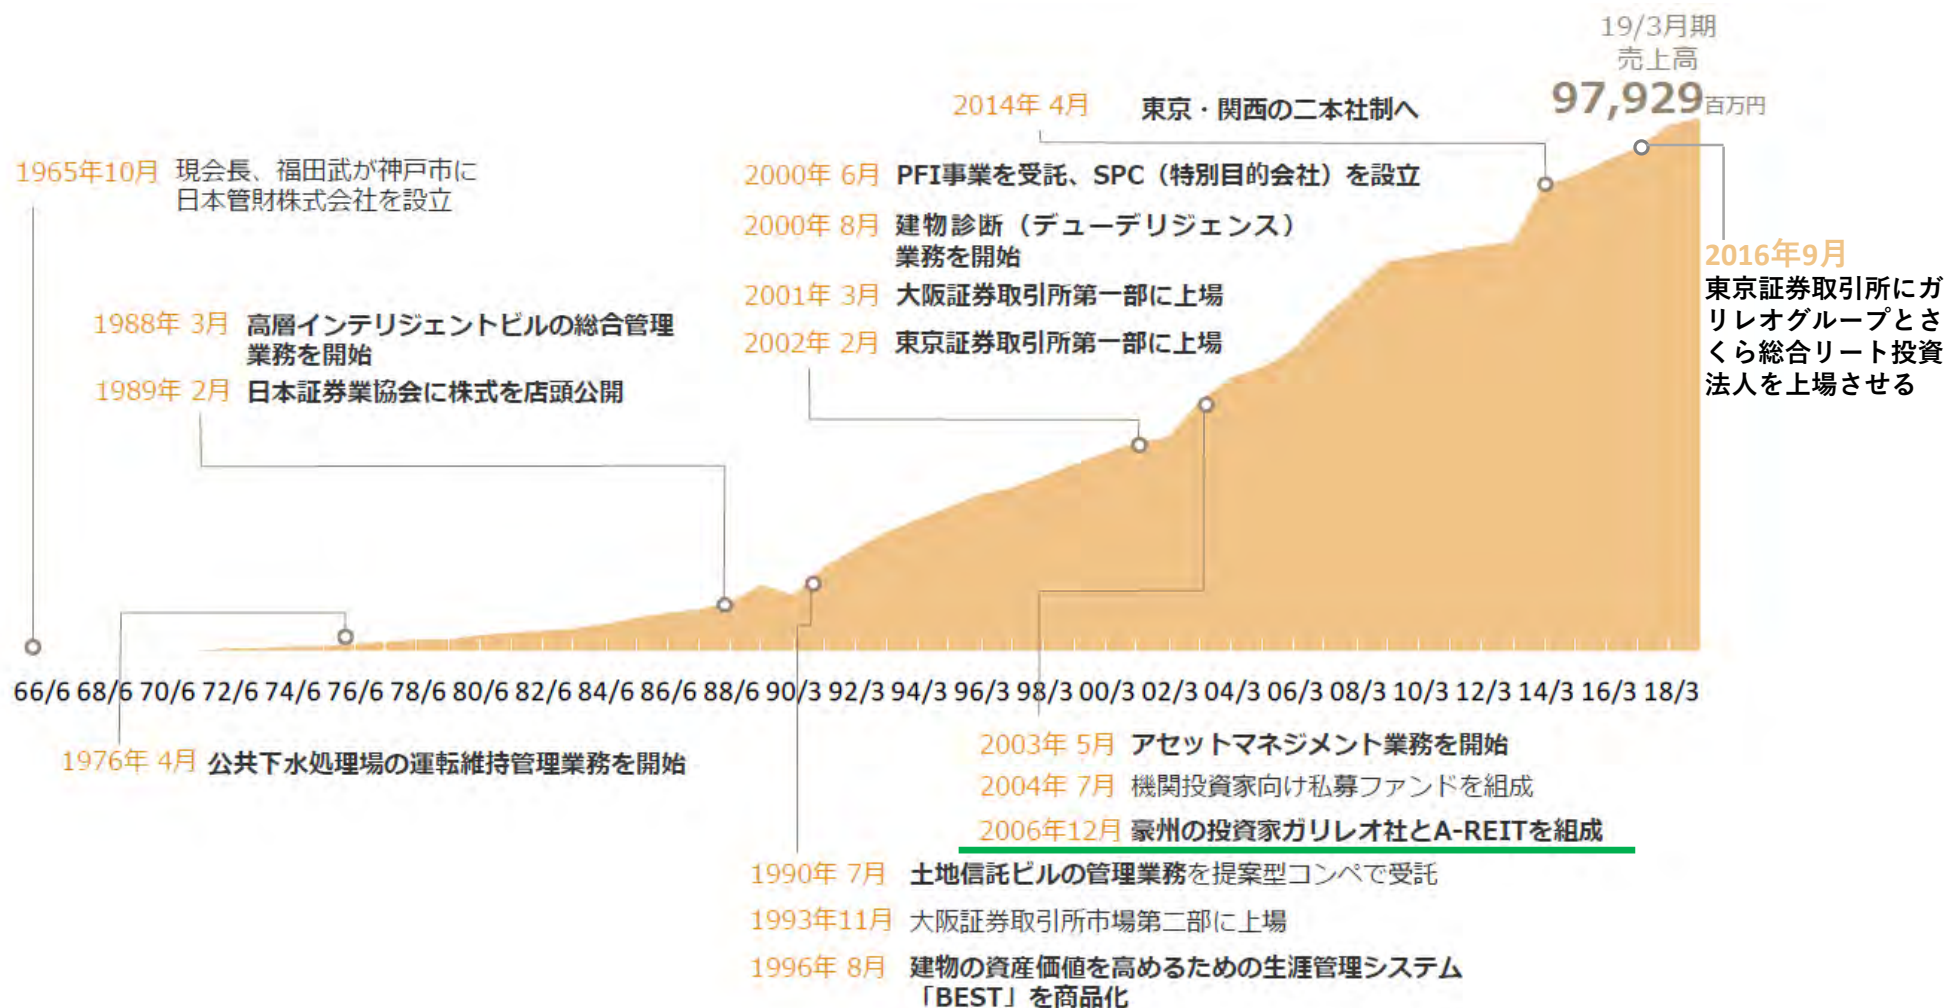 19/3月期
売上高
97,929百万円
2014年 4月 東京・関西の二本社制へ
1965年10月 現会長、福田武が神戸市に
日本管財株式会社を設立
2000年 6月 PFI事業を受託、SPC（特別目的会社）を設立
2000年 8月 建物診断（デューデリジェンス）
業務を開始
2001年 3月 大阪証券取引所第一部に上場
2002年 2月 東京証券取引所第一部に上場
2016年9月
東京証券取引所にガ
リレオグループとさ
くら総合リート投資
法人を上場させる
1988年 3月 高層インテリジェントビルの総合管理
業務を開始
1989年 2月 日本証券業協会に株式を店頭公開
66/6 68/6 70/6 72/6 74/6 76/6 78/6 80/6 82/6 84/6 86/6 88/6 90/3 92/3 94/3 96/3 98/3 00/3 02/3 04/3 06/3 08/3 10/3 12/3 14/3 16/3 18/3
1976年 4月 公共下水処理場の運転維持管理業務を開始
2003年 5月 アセットマネジメント業務を開始
2004年 7月 機関投資家向け私募ファンドを組成
2006年12月 豪州の投資家ガリレオ社とA-REITを組成
1990年 7月 土地信託ビルの管理業務を提案型コンペで受託
1993年11月 大阪証券取引所市場第二部に上場
1996年 8月 建物の資産価値を高めるための生涯管理システム
「BEST」を商品化